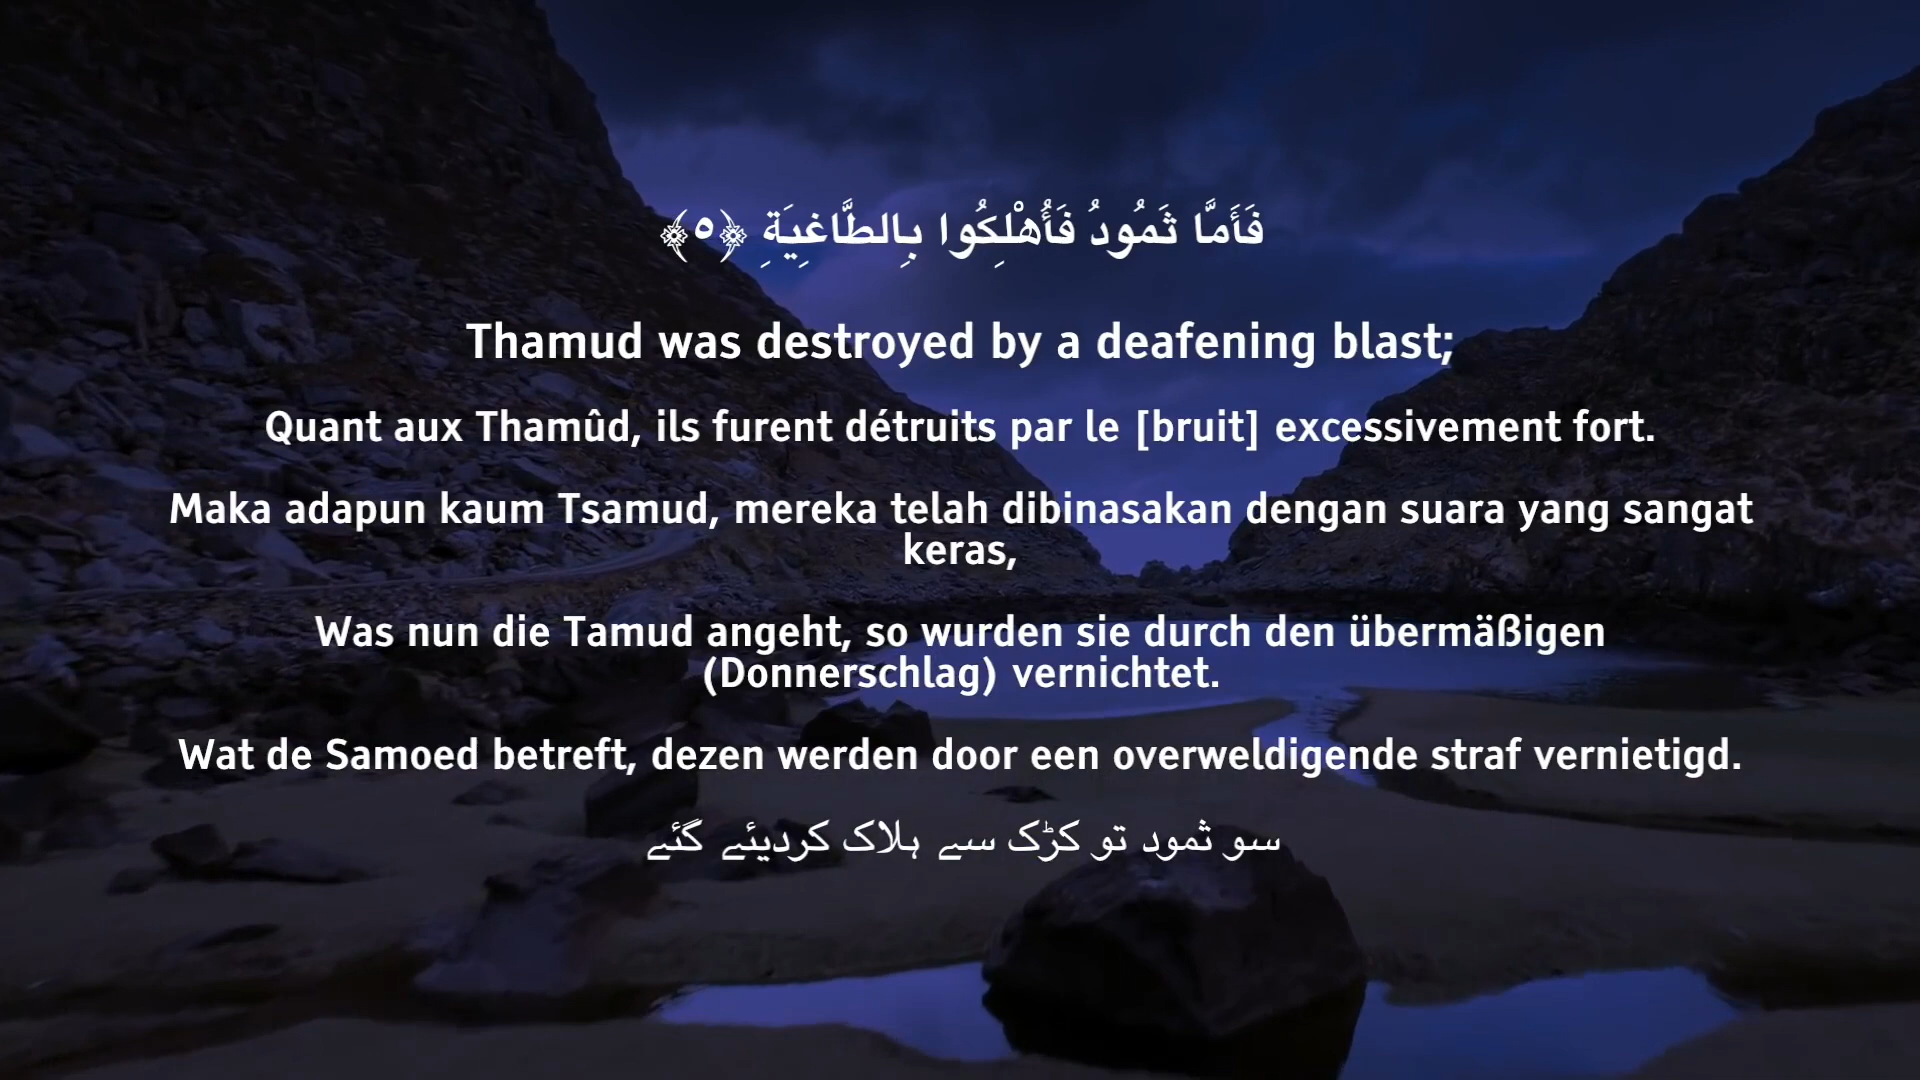 فَأَمَّا ثَمُودُ فَأُهْلِكُوا بِالطَّاغِيَةِ ﴿٥﴾
Thamud was destroyed by a deafening blast;
Quant aux Thamûd, ils furent détruits par le [bruit] excessivement fort.
Maka adapun kaum Tsamud, mereka telah dibinasakan dengan suara yang sangat
keras,
Was nun die Tamud angeht, so wurden sie durch den übermäßigen
(Donnerschlag) vernichtet.
Wat de Samoed betreft, dezen werden door een overweldigende straf vernietigd.
سو ثمود تو کڑک سے ہلاک کردیئے گئے